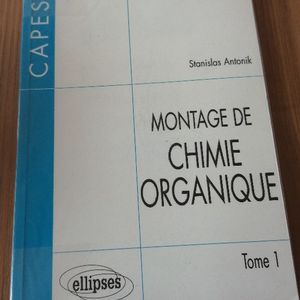 CAPES
Stanislas Antonik
MONTAGE DE
CHIMIE
ORGANIQUE
Tome 1
ellipses